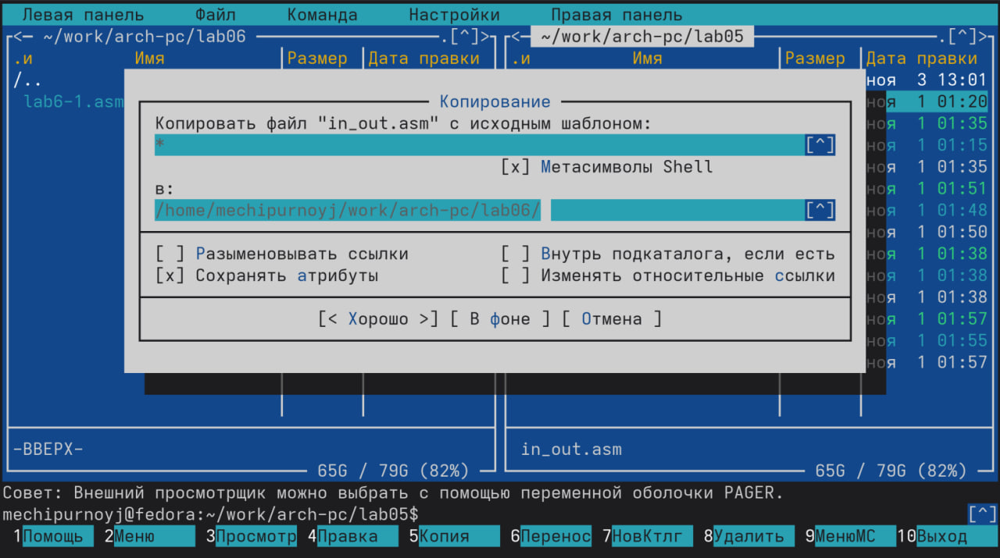 Левая панель Файл Команда Настройки Правая панель
<─ ~/work/arch-pc/lab06 .[^]> <─ ~/work/arch-pc/lab05 .[^]>
.и Имя Размер Дата правки .и Имя Размер Дата правки
/.. ноя 3 13:01
lab6-1.asm Копирование ноя 1 01:20
Копировать файл "in_out.asm" с исходным шаблоном: ноя 1 01:35
* [^] ноя 1 01:15
[x] Метасимволы Shell ноя 1 01:35
в: ноя 1 01:51
/home/mechipurnoyj/work/arch-pc/lab06/ [^] ноя 1 01:48
ноя 1 01:50
[ ] Разыменовывать ссылки [ ] Внутрь подкаталога, если есть ноя 1 01:38
[x] Сохранять атрибуты [ ] Изменять относительные ссылки ноя 1 01:38
ноя 1 01:38
[< Хорошо >] [ В фоне ] [ Отмена ] ноя 1 01:57
ноя 1 01:55
ноя 1 01:57
-ВВЕРХ- in_out.asm
65G / 79G (82%) 65G / 79G (82%)
Совет: Внешний просмотрщик можно выбрать с помощью переменной оболочки PAGER.
mechipurnoyj@fedora:~/work/arch-pc/lab05$ [^]
1Помощь 2Меню 3Просмотр 4Правка 5Копия 6Перенос 7НовКтлг 8Удалить 9МенюМС 10Выход